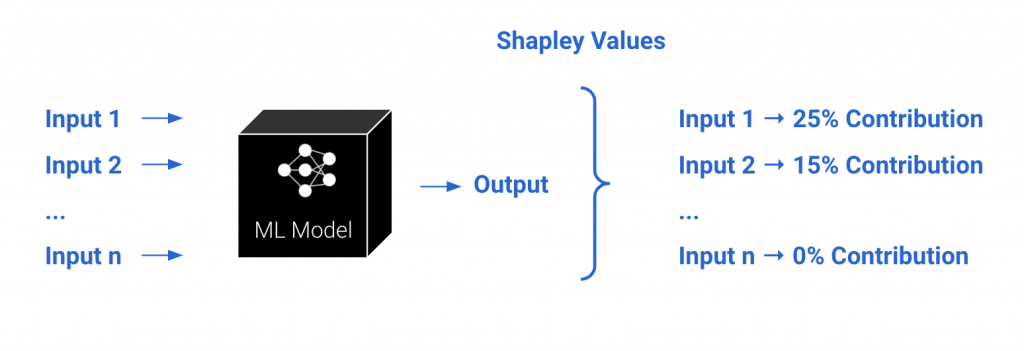 Shapley Values
Input 1 →
Input 2 →
...
Input n →
ML Model
→ Output
Input 1 → 25% Contribution
Input 2 → 15% Contribution
...
Input n → 0% Contribution